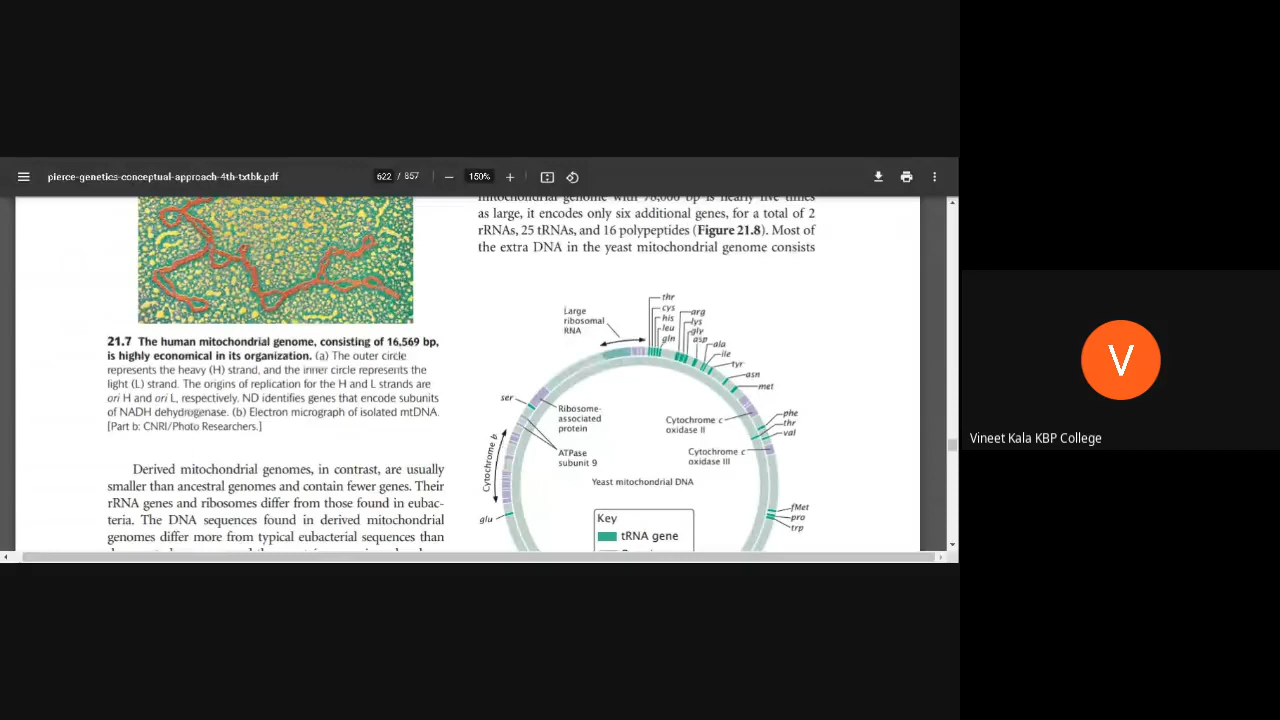 pierce-genetics-conceptual-approach-4th-txtbk.pdf
622 / 857
150%
21.7 The human mitochondrial genome, consisting of 16,569 bp,
is highly economical in its organization. (a) The outer circle
represents the heavy (H) strand, and the inner circle represents the
light (L) strand. The origins of replication for the H and L strands are
ori H and ori L, respectively. ND identifies genes that encode subunits
of NADH dehydrogenase. (b) Electron micrograph of isolated mtDNA.
[Part b: CNRI/Photo Researchers.]
Derived mitochondrial genomes, in contrast, are usually
smaller than ancestral genomes and contain fewer genes. Their
rRNA genes and ribosomes differ from those found in eubac-
teria. The DNA sequences found in derived mitochondrial
genomes differ more from typical eubacterial sequences than
mitochondrial genome with 78,000 bp is nearly five times
as large, it encodes only six additional genes, for a total of 2
rRNAs, 25 tRNAs, and 16 polypeptides (Figure 21.8). Most of
the extra DNA in the yeast mitochondrial genome consists
Large
ribosomal
RNA
thr
cys
his
leu
gln
arg
lys
gly
asp
ala
ile
tyr
asn
met
ser
Ribosome-
associated
protein
Cytochrome c
oxidase II
phe
thr
val
Cytochrome b
ATPase
subunit 9
Cytochrome c
oxidase III
Yeast mitochondrial DNA
glu
fMet
pro
trp
Key
tRNA gene
V
Vineet Kala KBP College